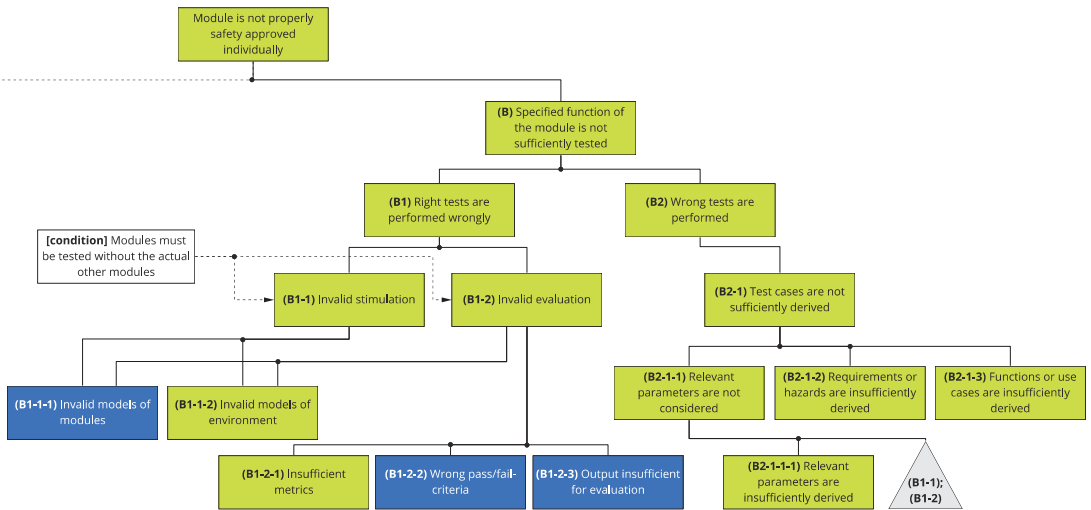 Module is not properly
safety approved
individually
(B) Specified function of
the module is not
sufficiently tested
(B1) Right tests are
performed wrongly
(B2) Wrong tests are
performed
[condition] Modules must
be tested without the actual
other modules
(B1-1) Invalid stimulation
(B1-2) Invalid evaluation
(B2-1) Test cases are not
sufficiently derived
(B1-1-1) Invalid models of
modules
(B1-1-2) Invalid models of
environment
(B2-1-1) Relevant
parameters are not
considered
(B2-1-2) Requirements or
hazards are insufficiently
derived
(B2-1-3) Functions or use
cases are insufficiently
derived
(B1-2-1) Insufficient
metrics
(B1-2-2) Wrong pass/fail-
criteria
(B1-2-3) Output insufficient
for evaluation
(B2-1-1-1) Relevant
parameters are
insufficiently derived
(B1-1);
(B1-2)